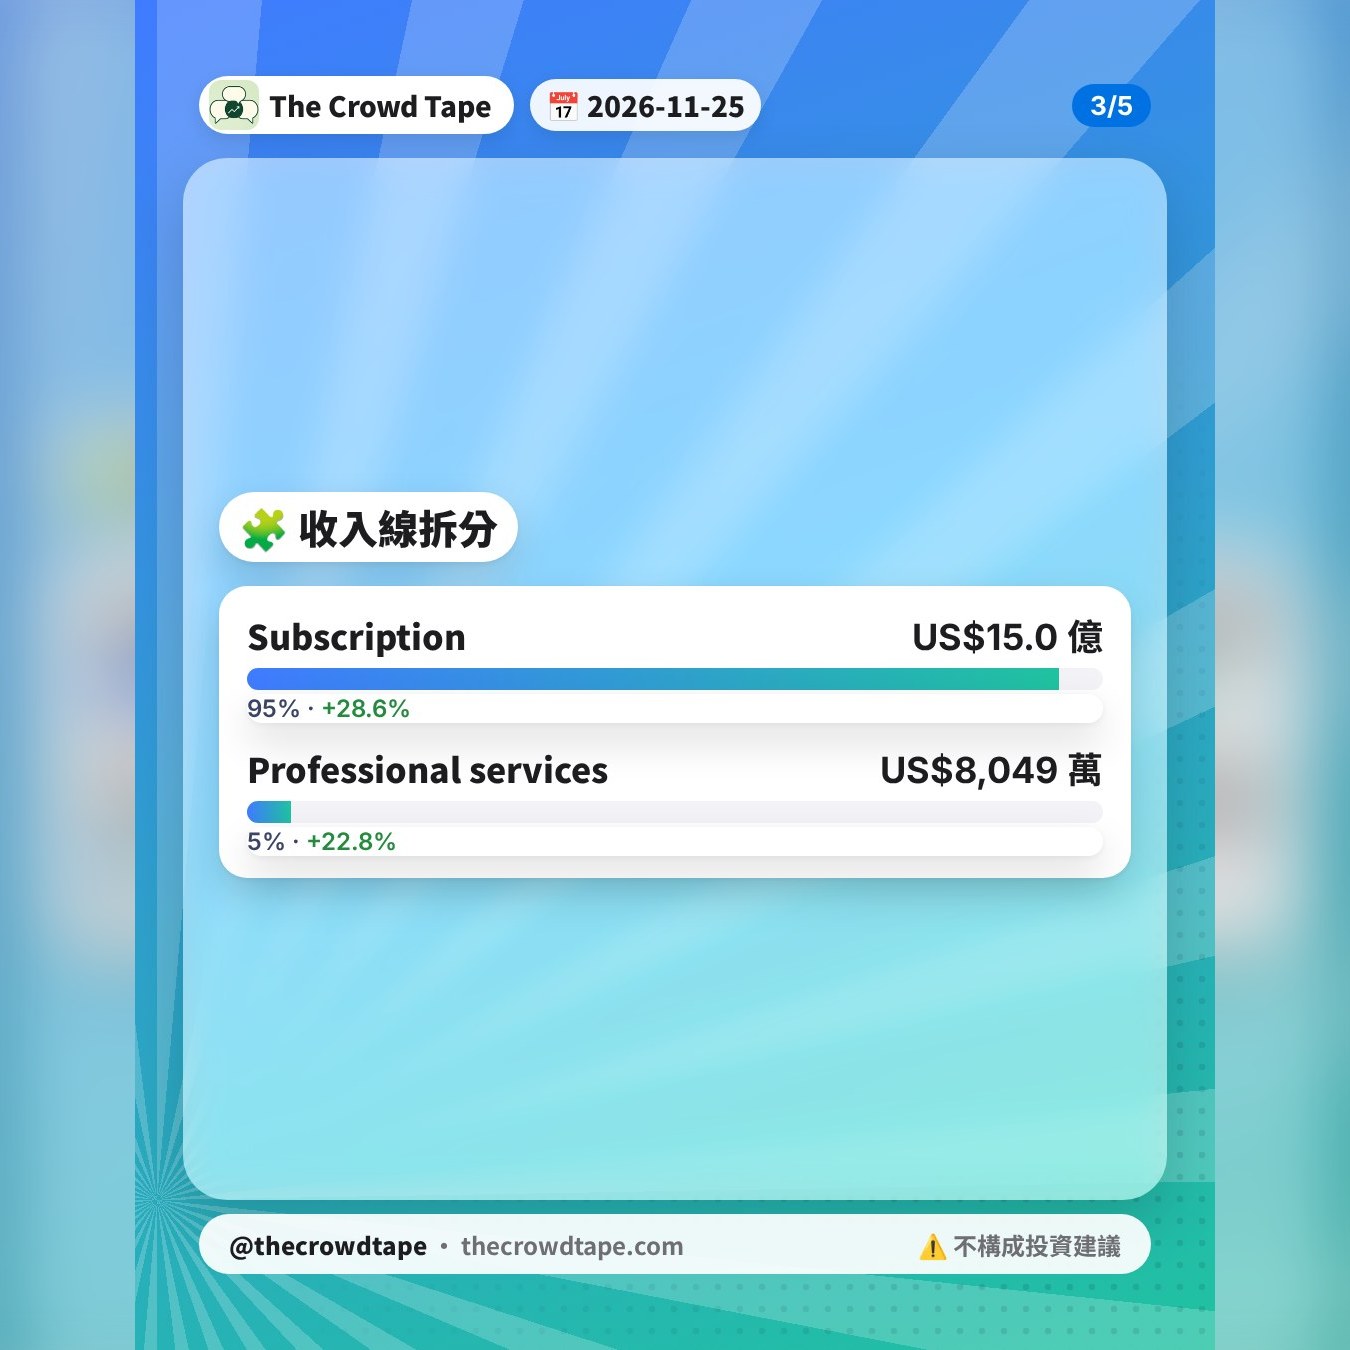 The Crowd Tape
July 17 2026-11-25
3/5
收入線拆分
Subscription US$15.0 億
95% · +28.6%
Professional services US$8,049 萬
5% · +22.8%
@thecrowdtape • thecrowdtape.com
不構成投資建議